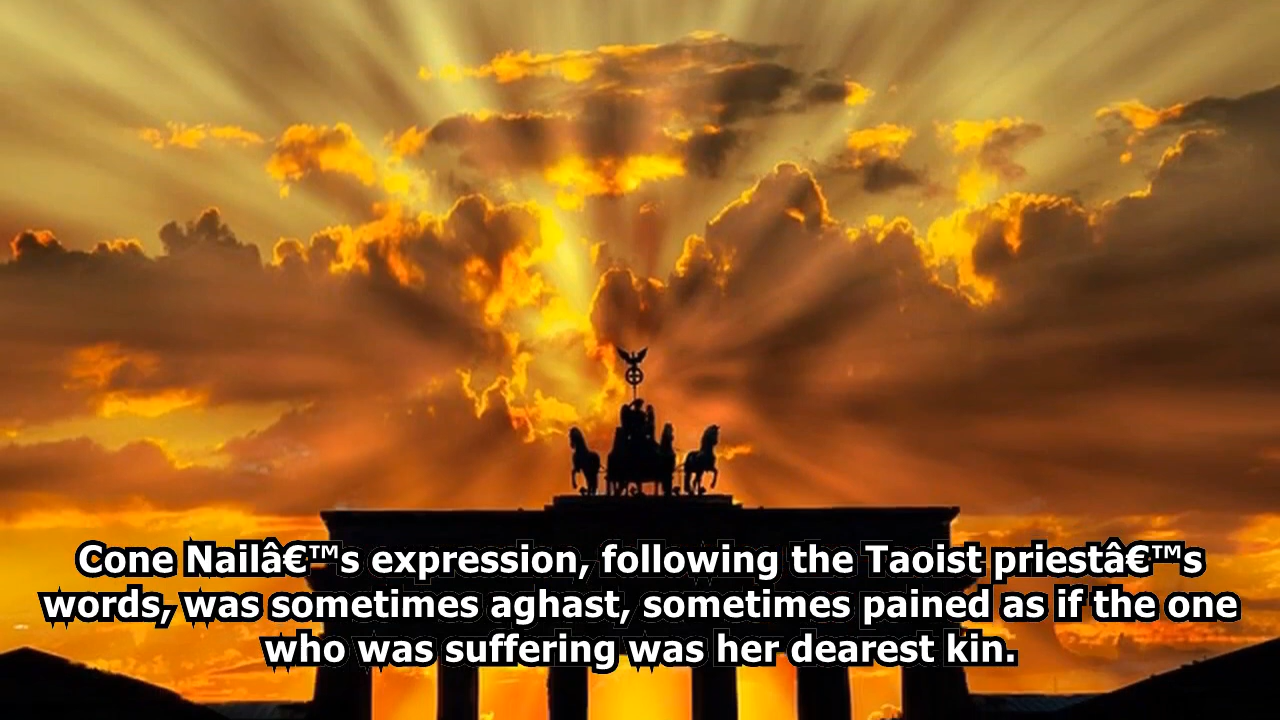 Cone Nailâ€™s expression, following the Taoist priestâ€™s
words, was sometimes aghast, sometimes pained as if the one
who was suffering was her dearest kin.